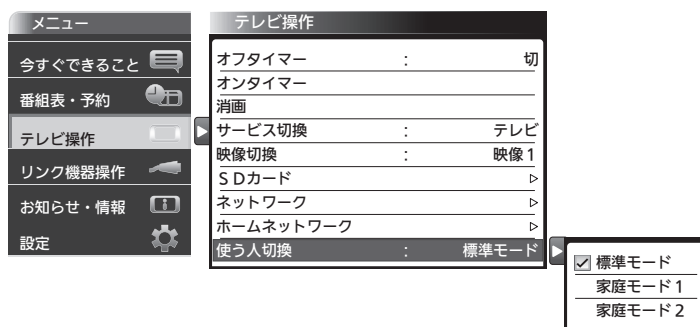 メニュー
今すぐできること
番組表・予約
テレビ操作
リンク機器操作
お知らせ・情報
設定
テレビ操作
オフタイマー : 切
オンタイマー
消画
サービス切換 : テレビ
映像切換 : 映像1
SDカード
ネットワーク
ホームネットワーク
使う人切換 : 標準モード
標準モード
家庭モード1
家庭モード2